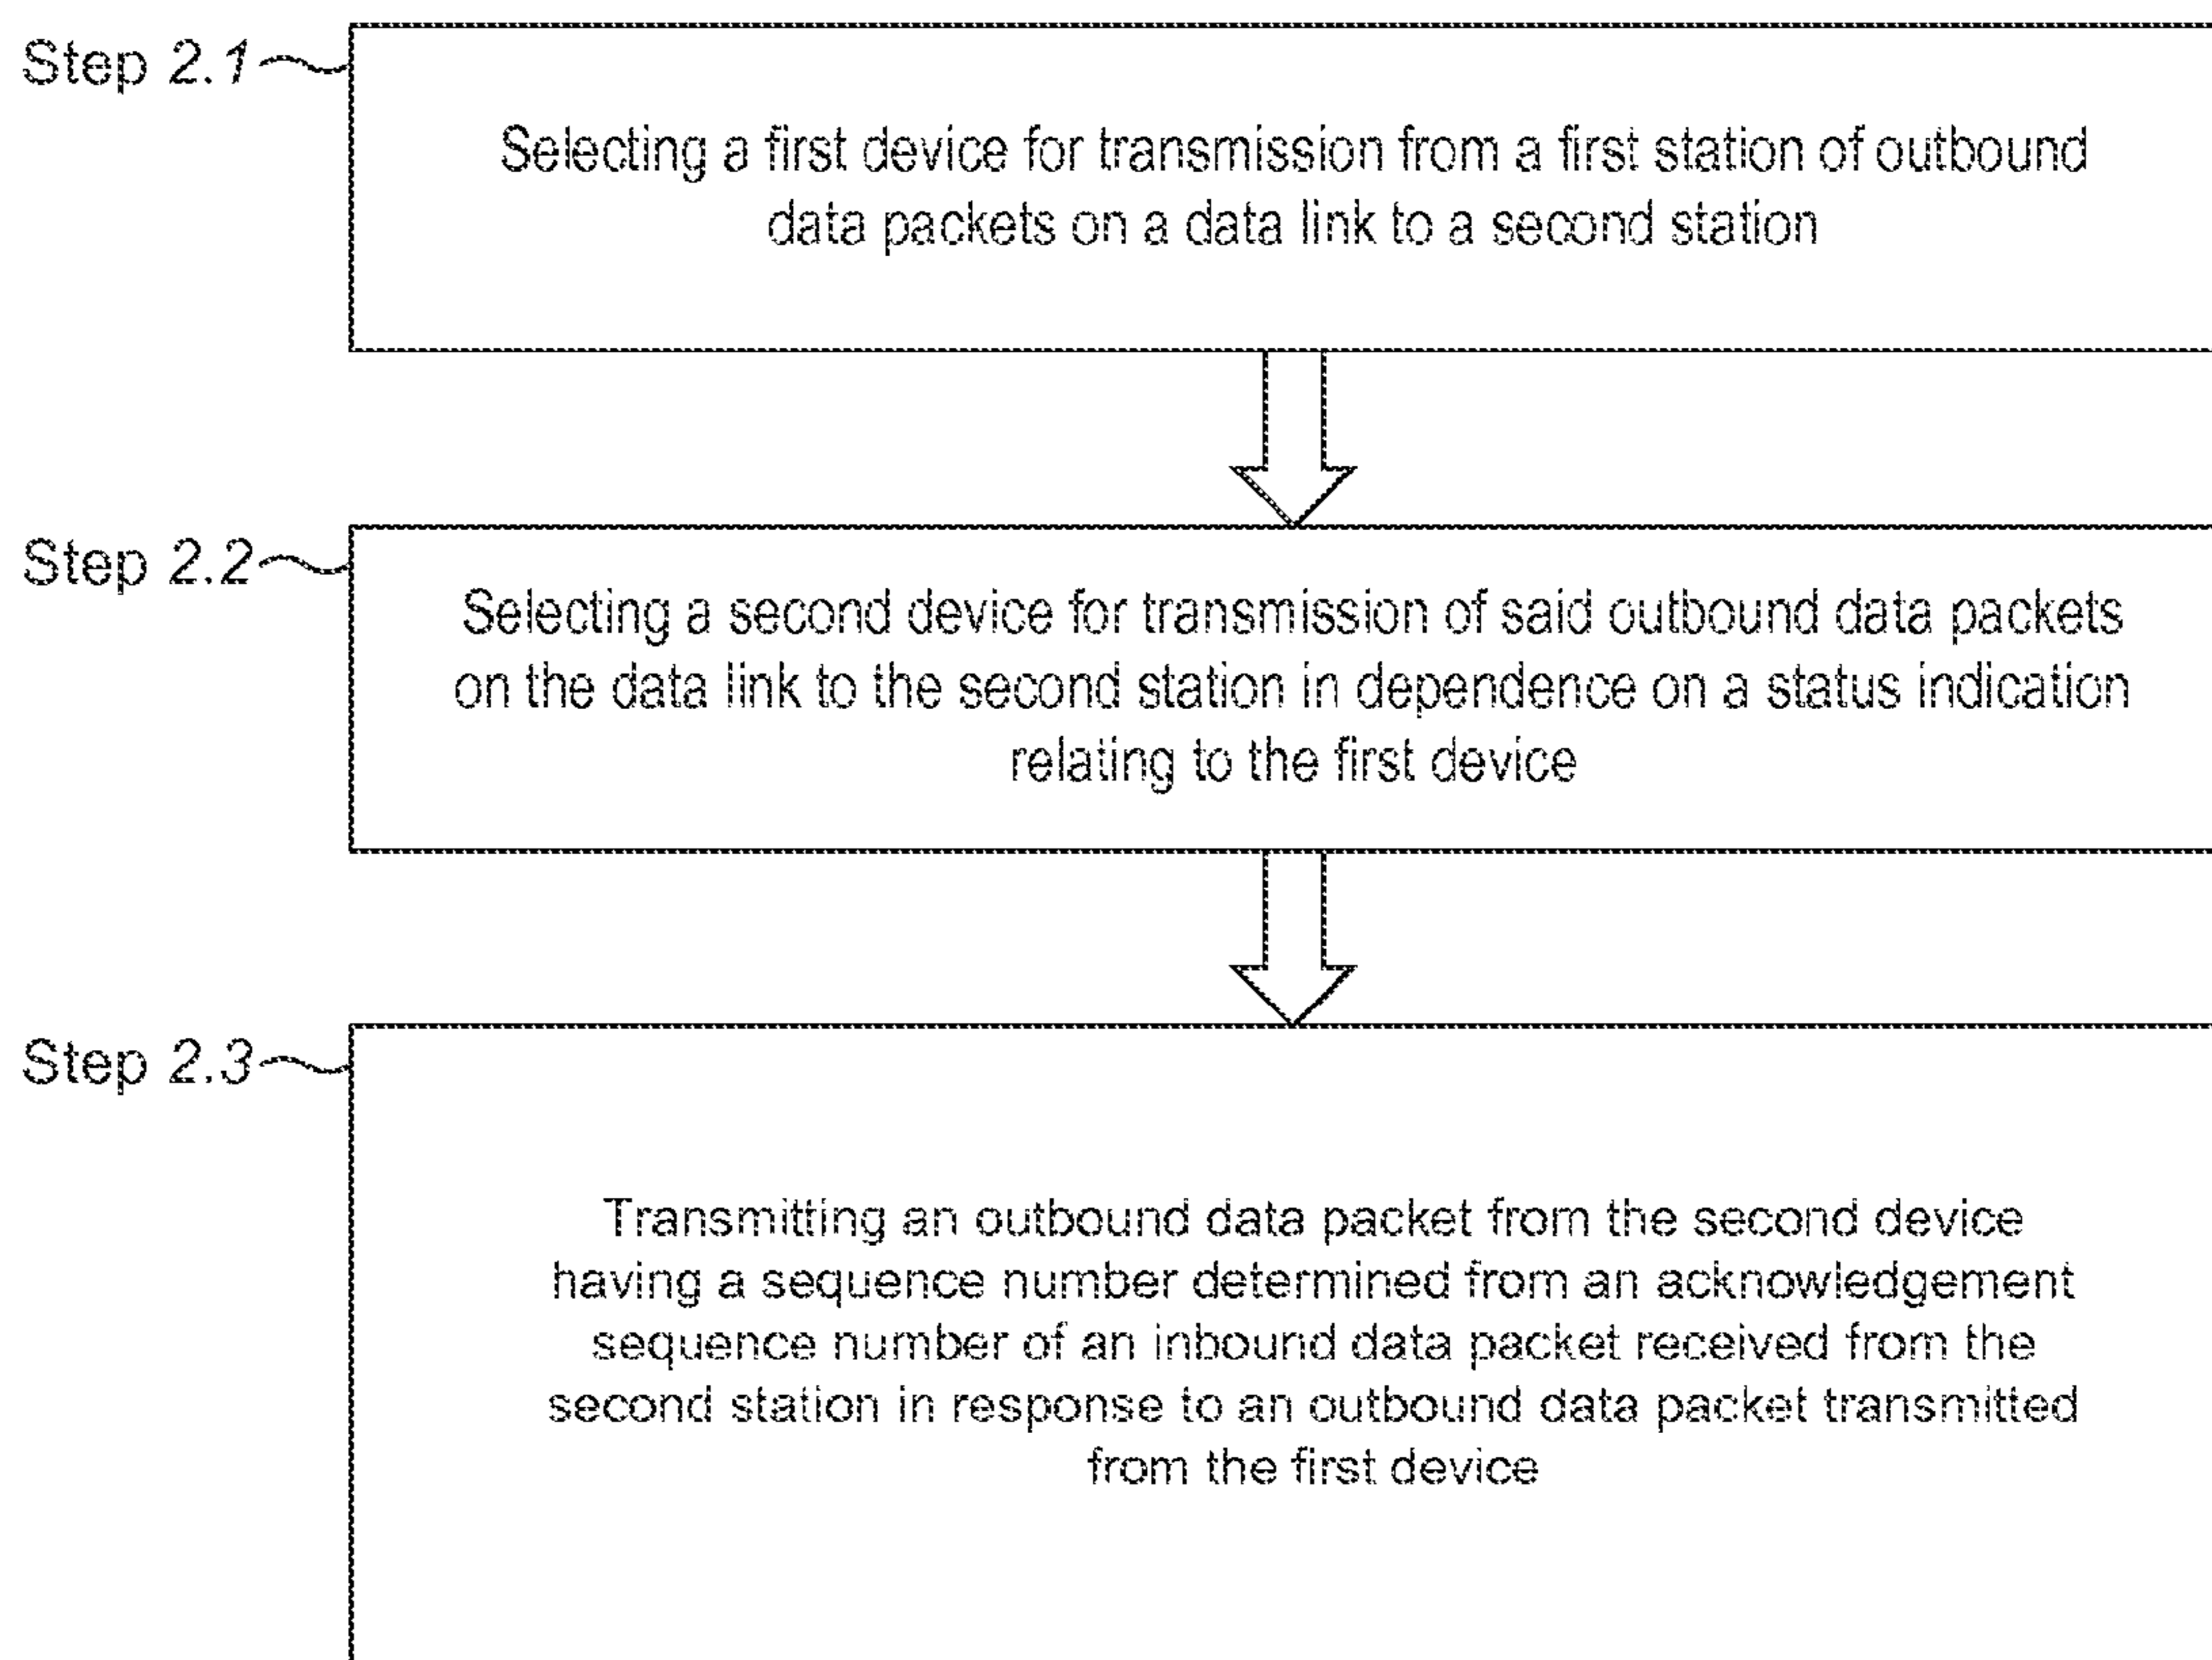 Step 2.1
Selecting a first device for transmission from a first station of outbound
data packets on a data link to a second station
Step 2.2
Selecting a second device for transmission of said outbound data packets
on the data link to the second station in dependence on a status indication
relating to the first device
Step 2.3
Transmitting an outbound data packet from the second device
having a sequence number determined from an acknowledgement
sequence number of an inbound data packet received from the
second station in response to an outbound data packet transmitted
from the first device